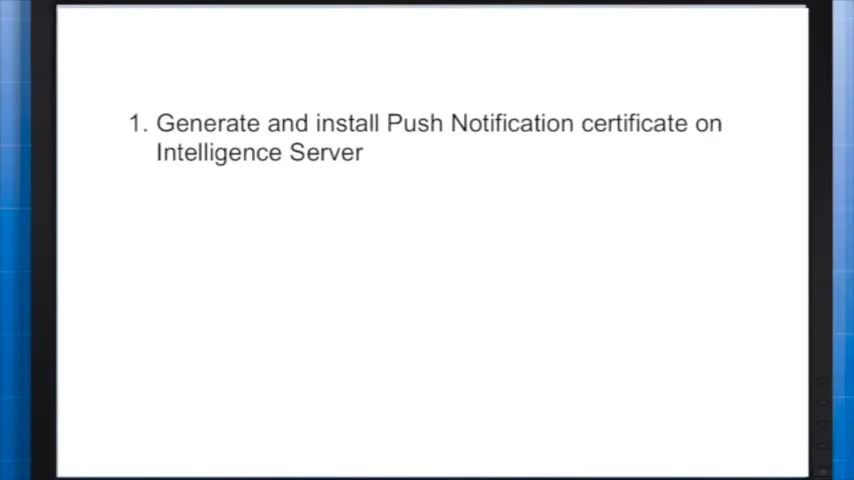 1. Generate and install Push Notification certificate on
Intelligence Server